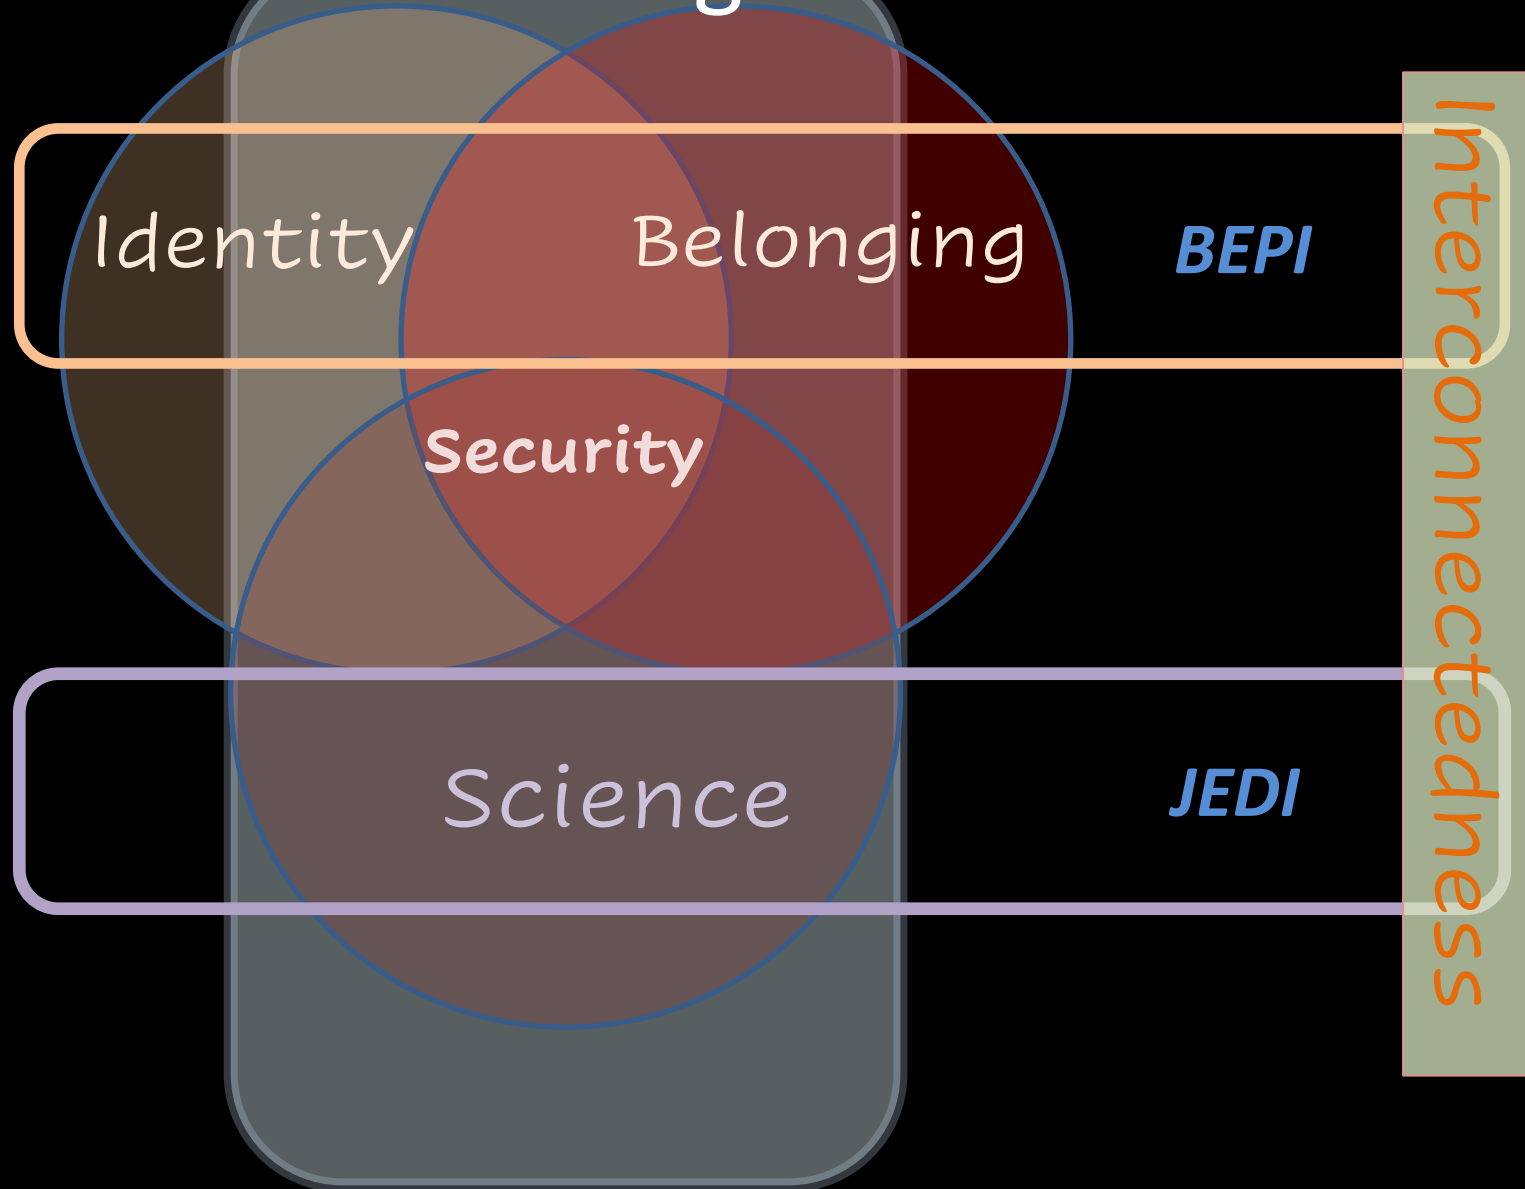 Identity
Belonging
BEPI
Security
Science
JEDI
Interconnectedness